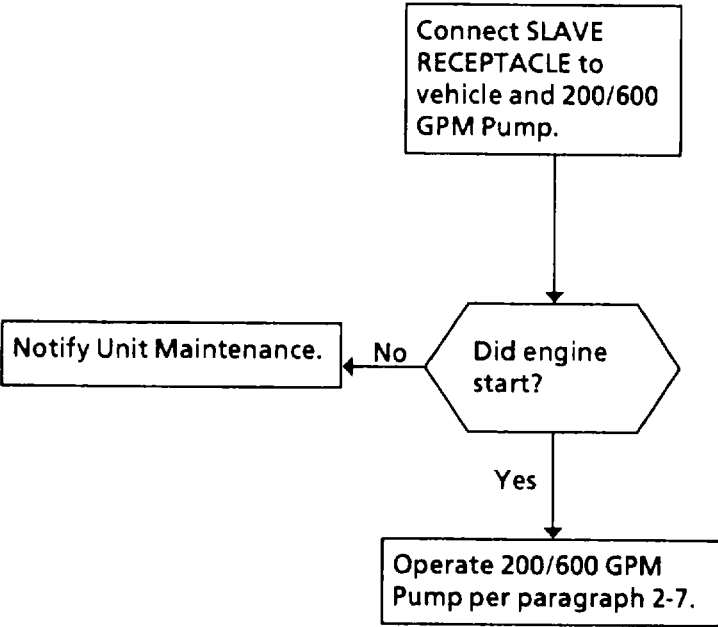 Connect SLAVE
RECEPTACLE to
vehicle and 200/600
GPM Pump.
Notify Unit Maintenance.
No
Did engine
start?
Yes
Operate 200/600 GPM
Pump per paragraph 2-7.